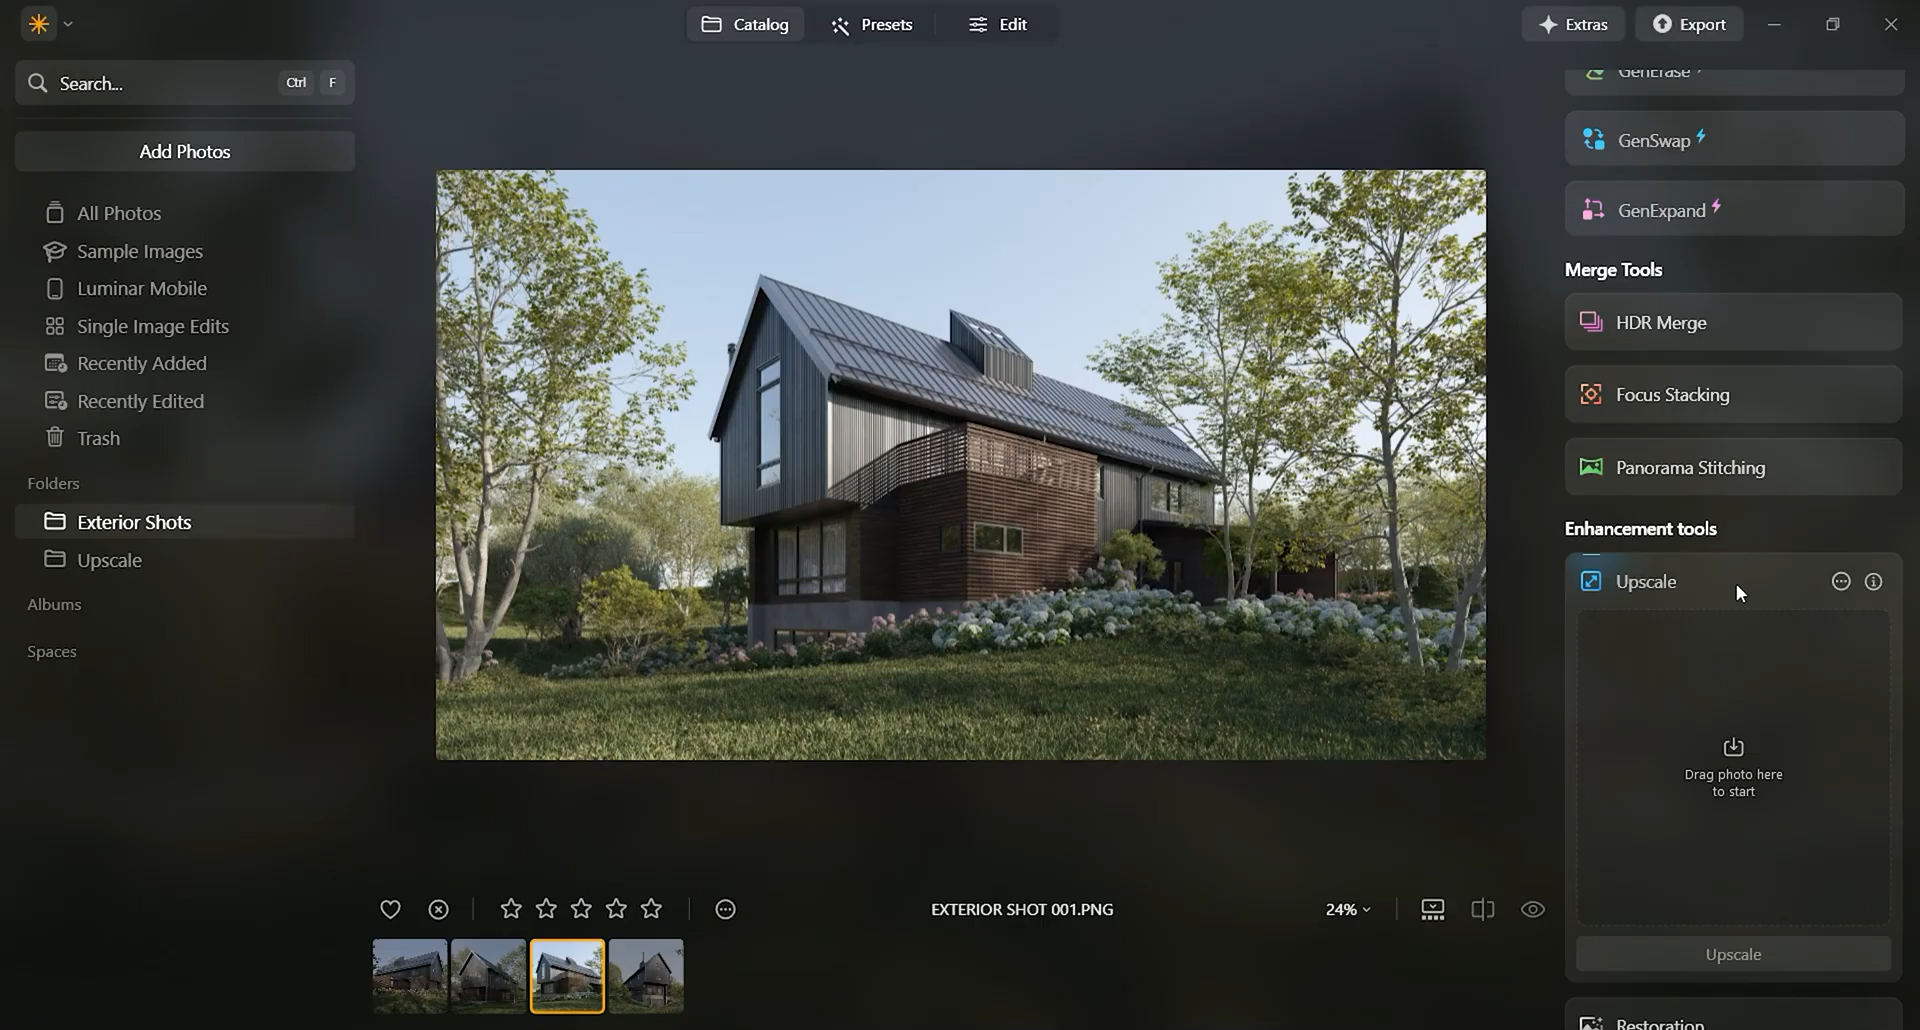 Catalog
Presets
Edit
Extras
Export
Search...
Ctrl
F
Add Photos
All Photos
Sample Images
Luminar Mobile
Single Image Edits
Recently Added
Recently Edited
Trash
Folders
Exterior Shots
Upscale
Albums
Spaces
EXTERIOR SHOT 001.PNG
24%
GenErase
GenSwap
GenExpand
Merge Tools
HDR Merge
Focus Stacking
Panorama Stitching
Enhancement tools
Upscale
Drag photo here
to start
Upscale
Restoration